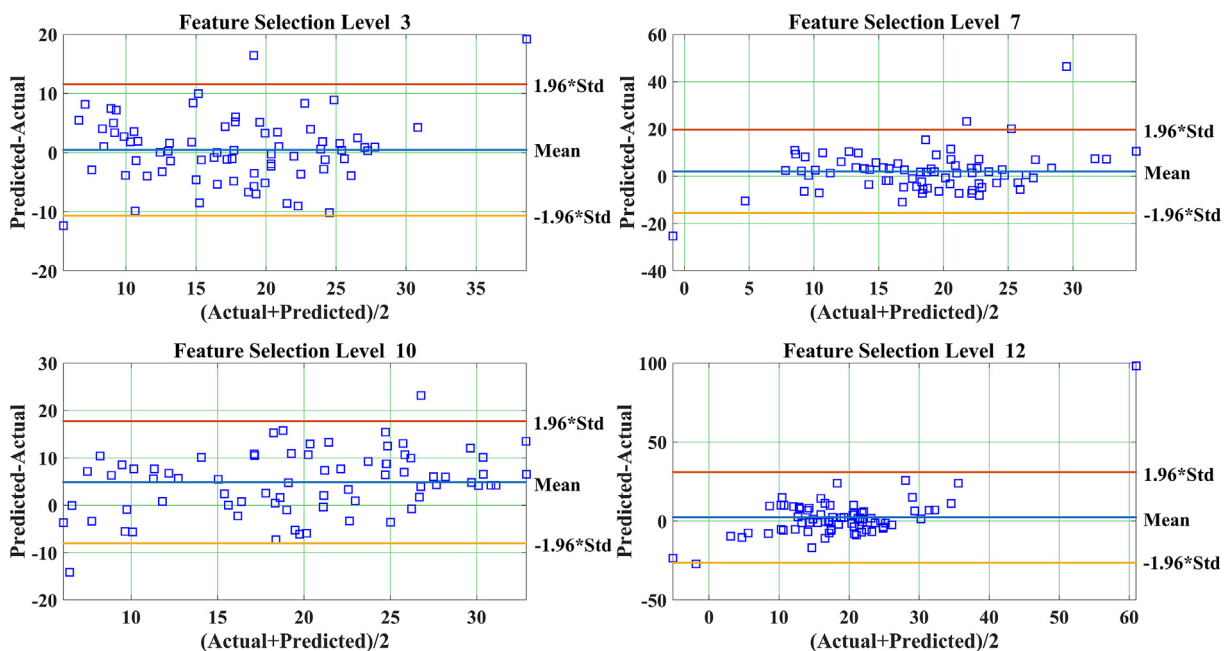 Feature Selection Level 3
20
10
0
-10
-20
Predicted-Actual
1.96*Std
Mean
-1.96*Std
10 15 20 25 30 35
(Actual+Predicted)/2
Feature Selection Level 7
60
40
20
0
-20
-40
Predicted-Actual
1.96*Std
Mean
-1.96*Std
0 5 10 15 20 25 30
(Actual+Predicted)/2
Feature Selection Level 10
30
20
10
0
-10
-20
Predicted-Actual
1.96*Std
Mean
-1.96*Std
10 15 20 25 30
(Actual+Predicted)/2
Feature Selection Level 12
100
50
0
-50
Predicted-Actual
1.96*Std
Mean
-1.96*Std
0 10 20 30 40 50 60
(Actual+Predicted)/2